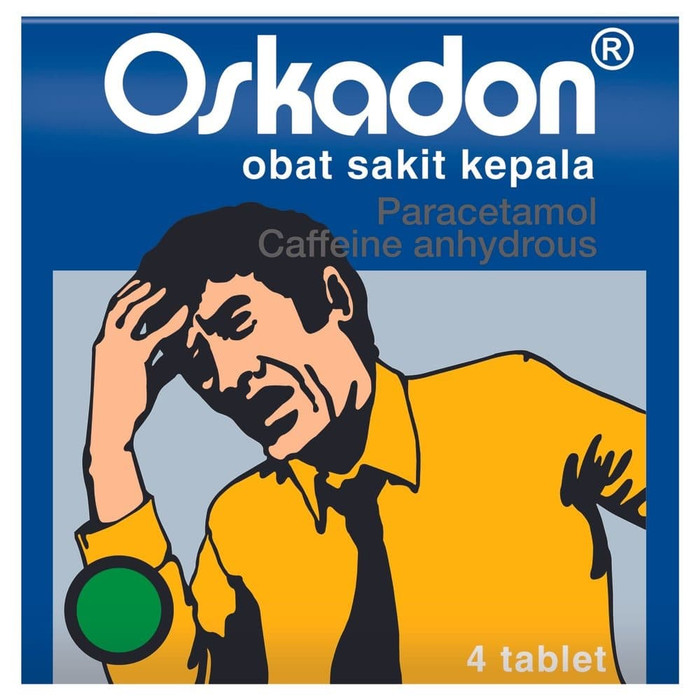 Oskadon®
obat sakit kepala
Paracetamol
Caffeine anhydrous
4 tablet